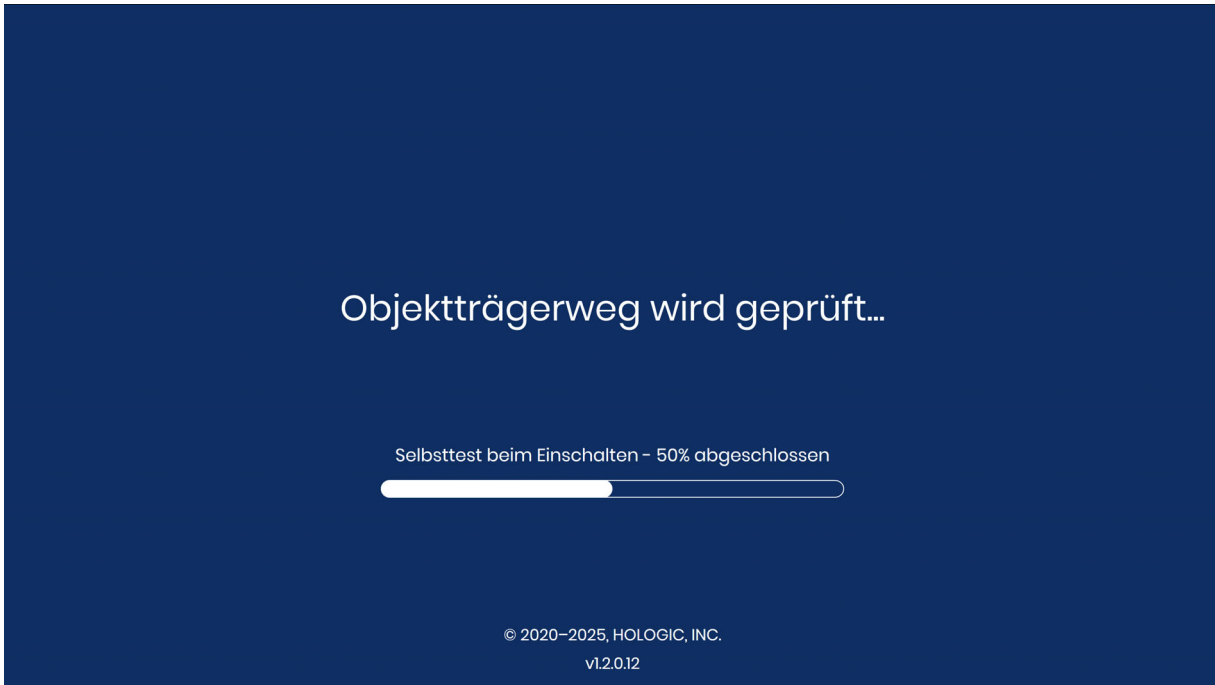 Objektträgerweg wird geprüft...
Selbsttest beim Einschalten - 50% abgeschlossen
© 2020–2025, HOLOGIC, INC.
v1.2.0.12